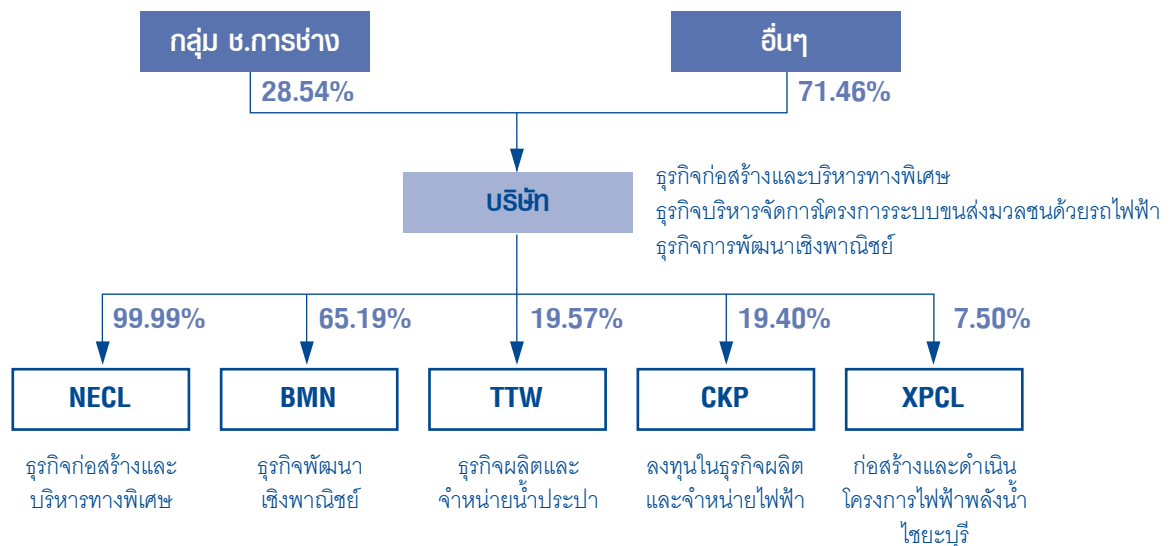 กลุ่ม ช.การช่าง
อื่นๆ
28.54%
71.46%
บริษัท
ธุรกิจก่อสร้างและบริหารทางพิเศษ
ธุรกิจบริหารจัดการโครงการระบบขนส่งมวลชนด้วยรถไฟฟ้า
ธุรกิจการพัฒนาเชิงพาณิชย์
99.99%
65.19%
19.57%
19.40%
7.50%
NECL
BMN
TTW
CKP
XPCL
ธุรกิจก่อสร้างและ
บริหารทางพิเศษ
ธุรกิจพัฒนา
เชิงพาณิชย์
ธุรกิจผลิตและ
จำหน่ายน้ำประปา
ลงทุนในธุรกิจผลิต
และจำหน่ายไฟฟ้า
ก่อสร้างและดำเนิน
โครงการไฟฟ้าพลังน้ำ
ไซยะบุรี